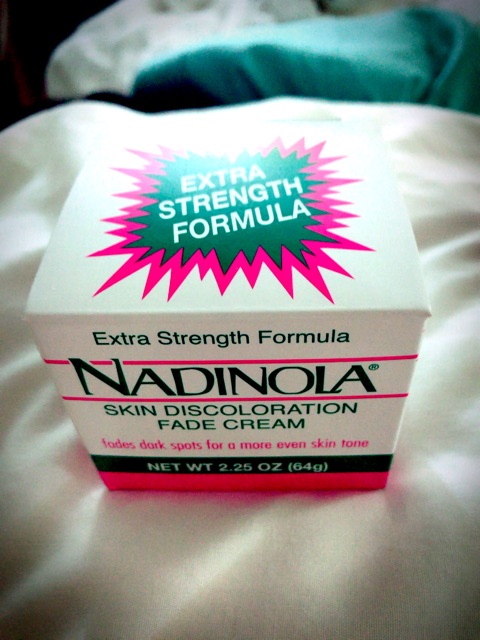 EXTRA
STRENGTH
FORMULA
Extra Strength Formula
NADINOLA®
SKIN DISCOLORATION
FADE CREAM
fades dark spots for a more even skin tone
NET WT 2.25 OZ (64g)